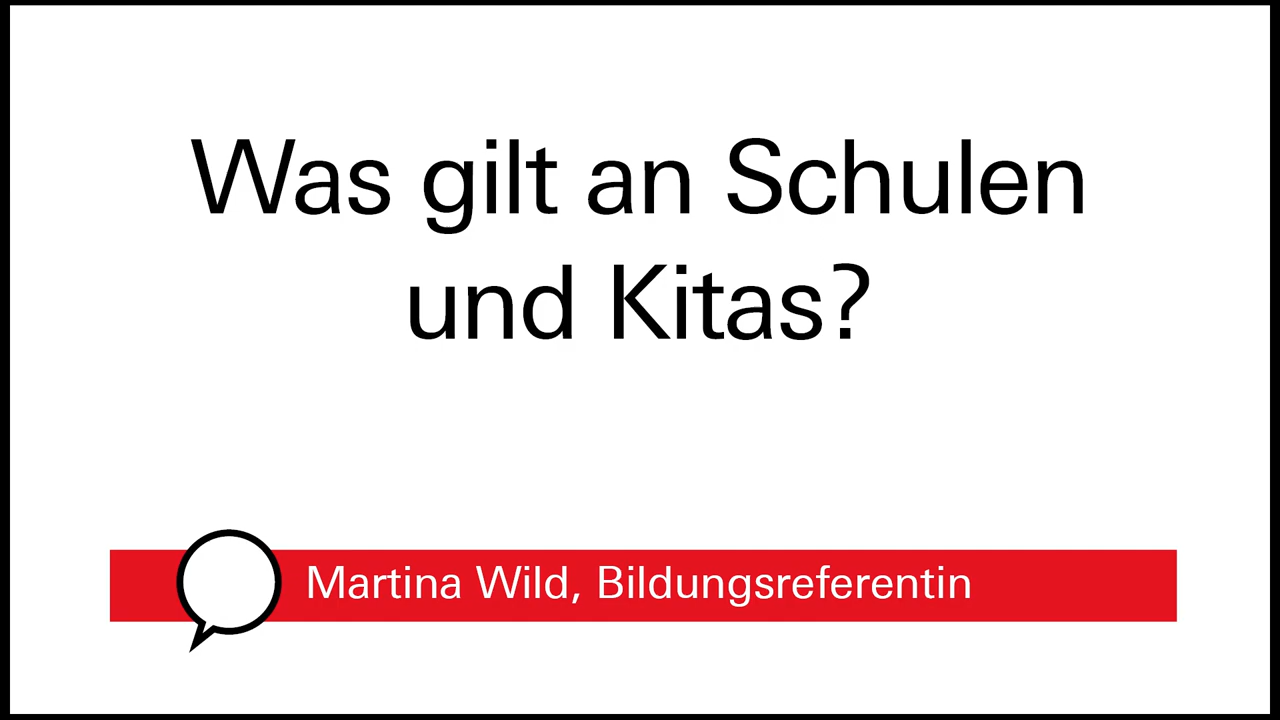 Was gilt an Schulen
und Kitas?
Martina Wild, Bildungsreferentin